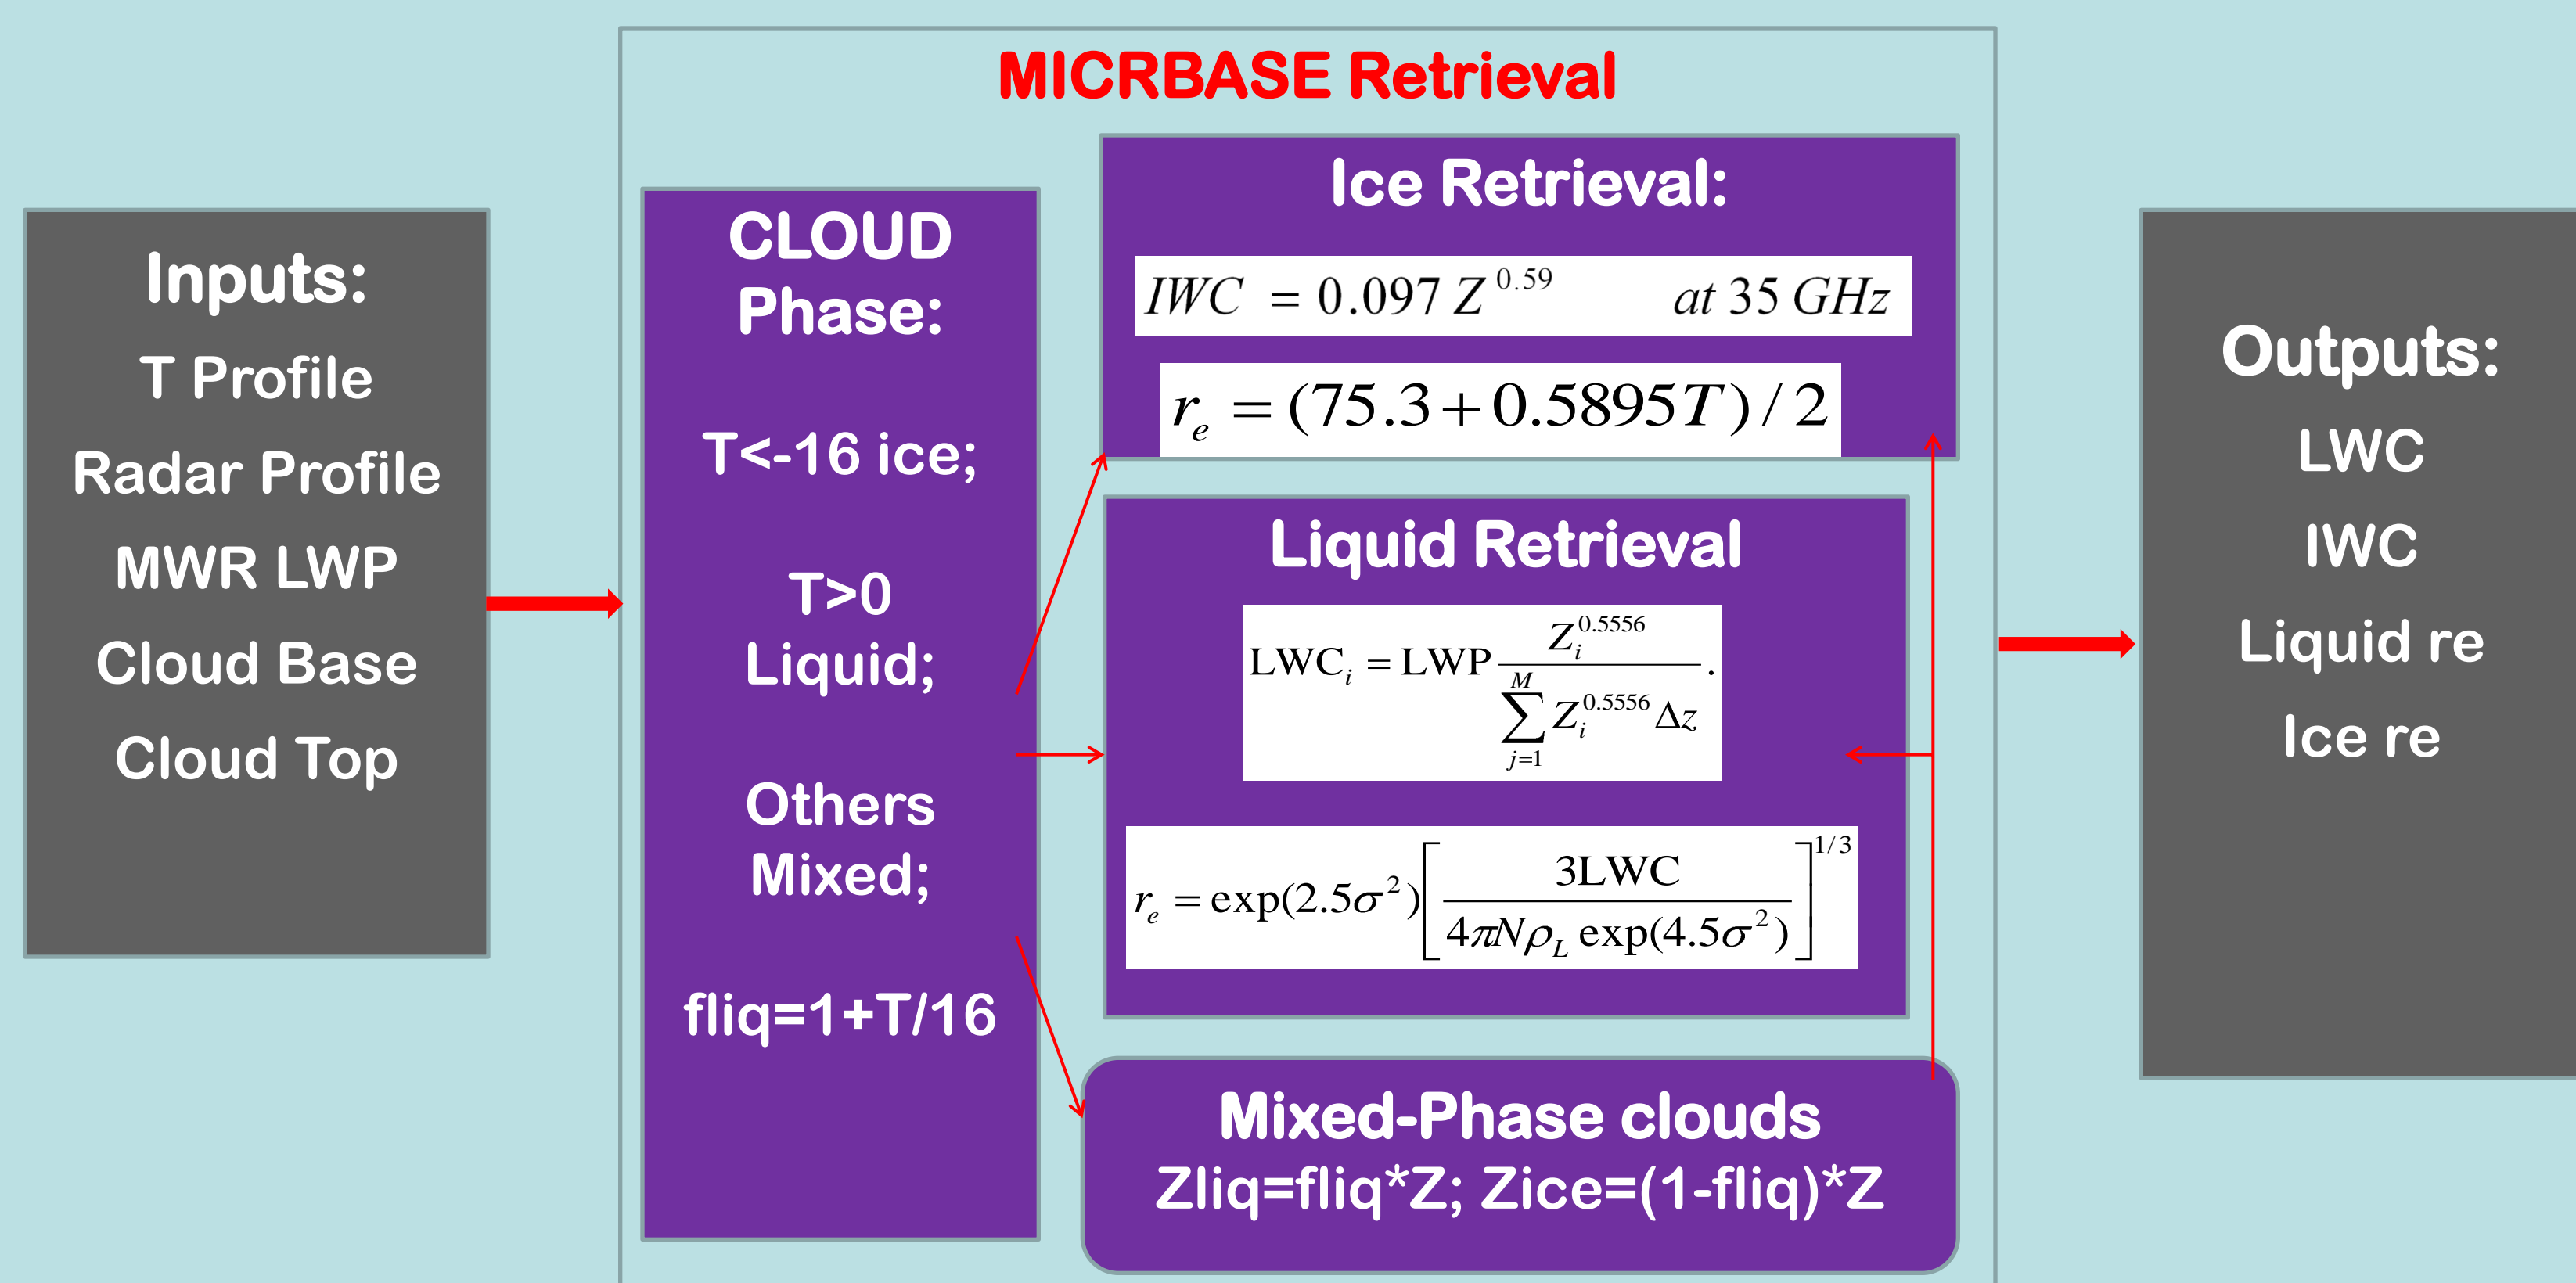 MICRBASE Retrieval
Inputs:
T Profile
Radar Profile
MWR LWP
Cloud Base
Cloud Top
CLOUD
Phase:
T<-16 ice;
T>0
Liquid;
Others
Mixed;
fliq=1+T/16
Ice Retrieval:
IWC = 0.097 Z^0.59 at 35 GHz
r_e = (75.3+0.5895T)/2
Liquid Retrieval
LWC_i = LWP Z_i^0.5556 / ∑_{j=1}^{M} Z_i^0.5556 Δz .
r_e = exp(2.5σ^2)[3LWC / 4πNρ_L exp(4.5σ^2)]^1/3
Mixed-Phase clouds
Zliq=fliq*Z; Zice=(1-fliq)*Z
Outputs:
LWC
IWC
Liquid re
Ice re